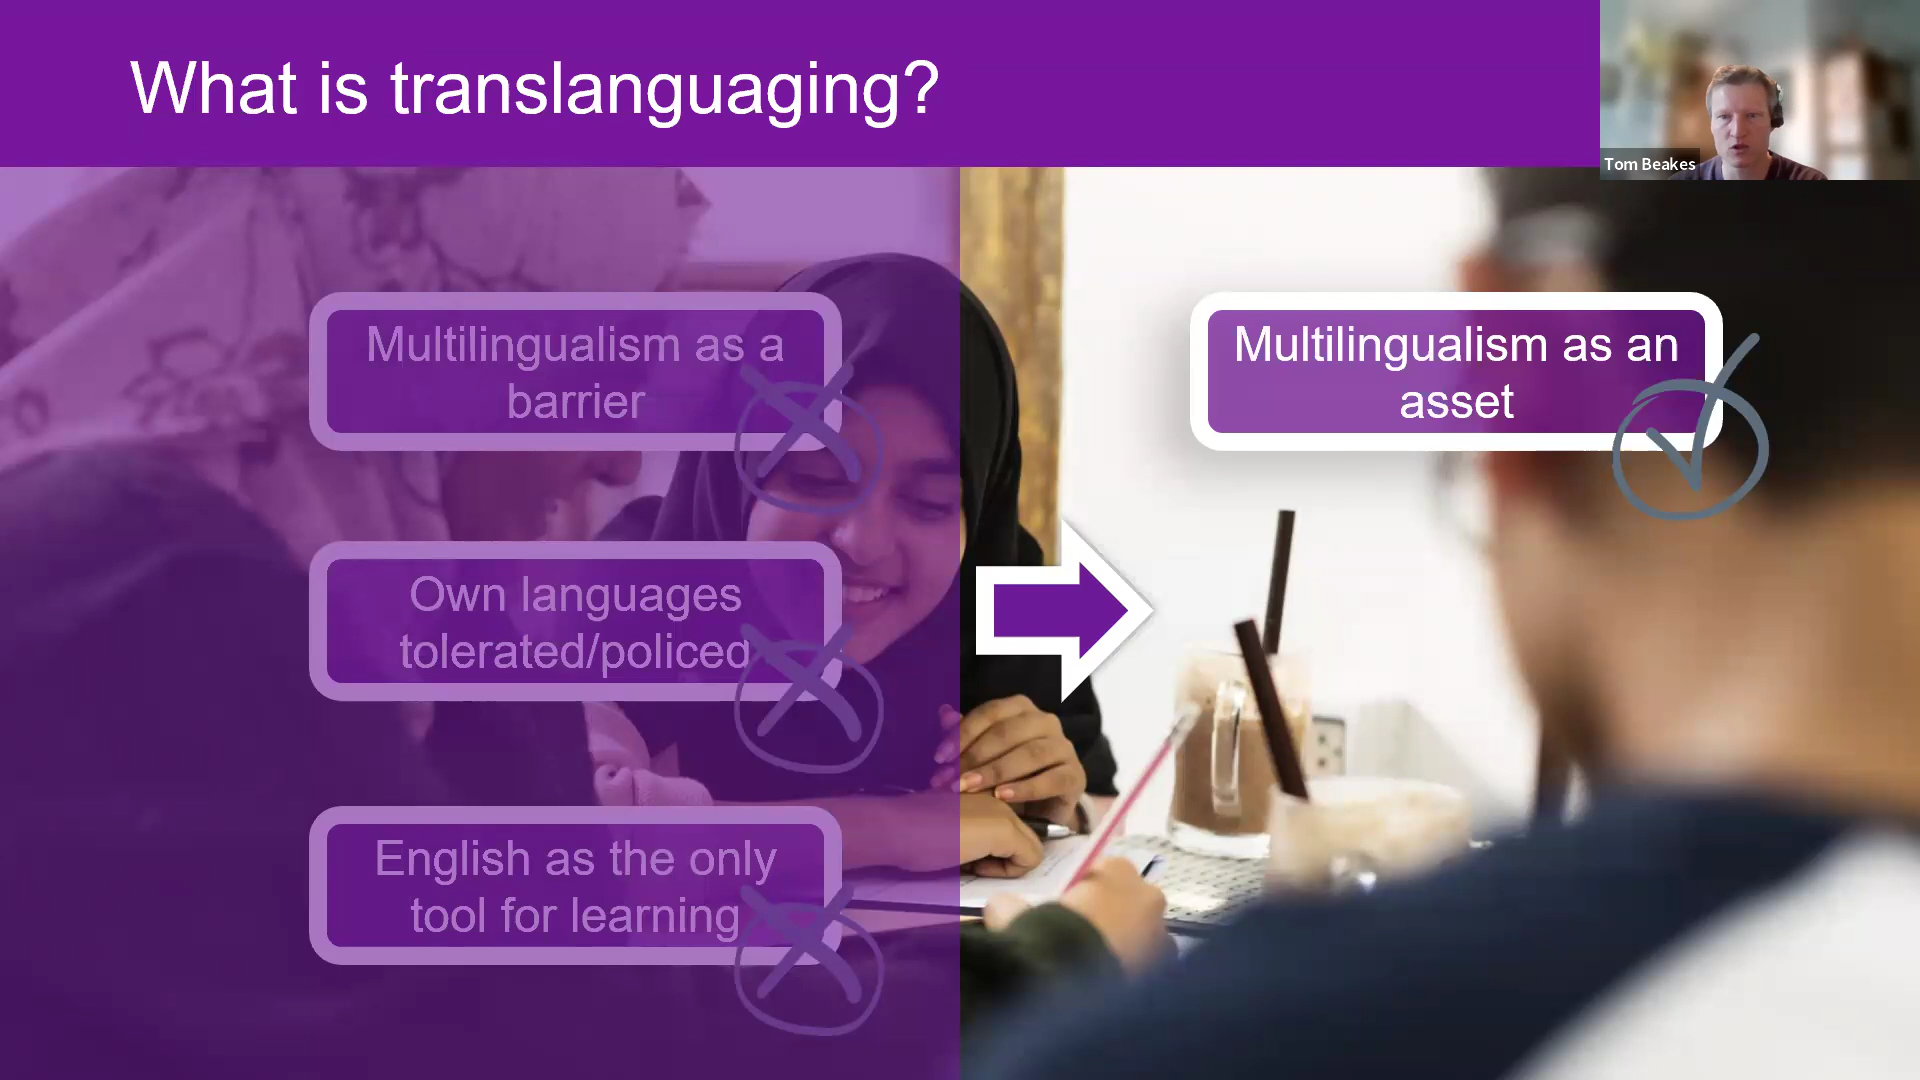 What is translanguaging?
Tom Beakes
Multilingualism as a
barrier
Own languages
tolerated/policed
English as the only
tool for learning
Multilingualism as an
asset